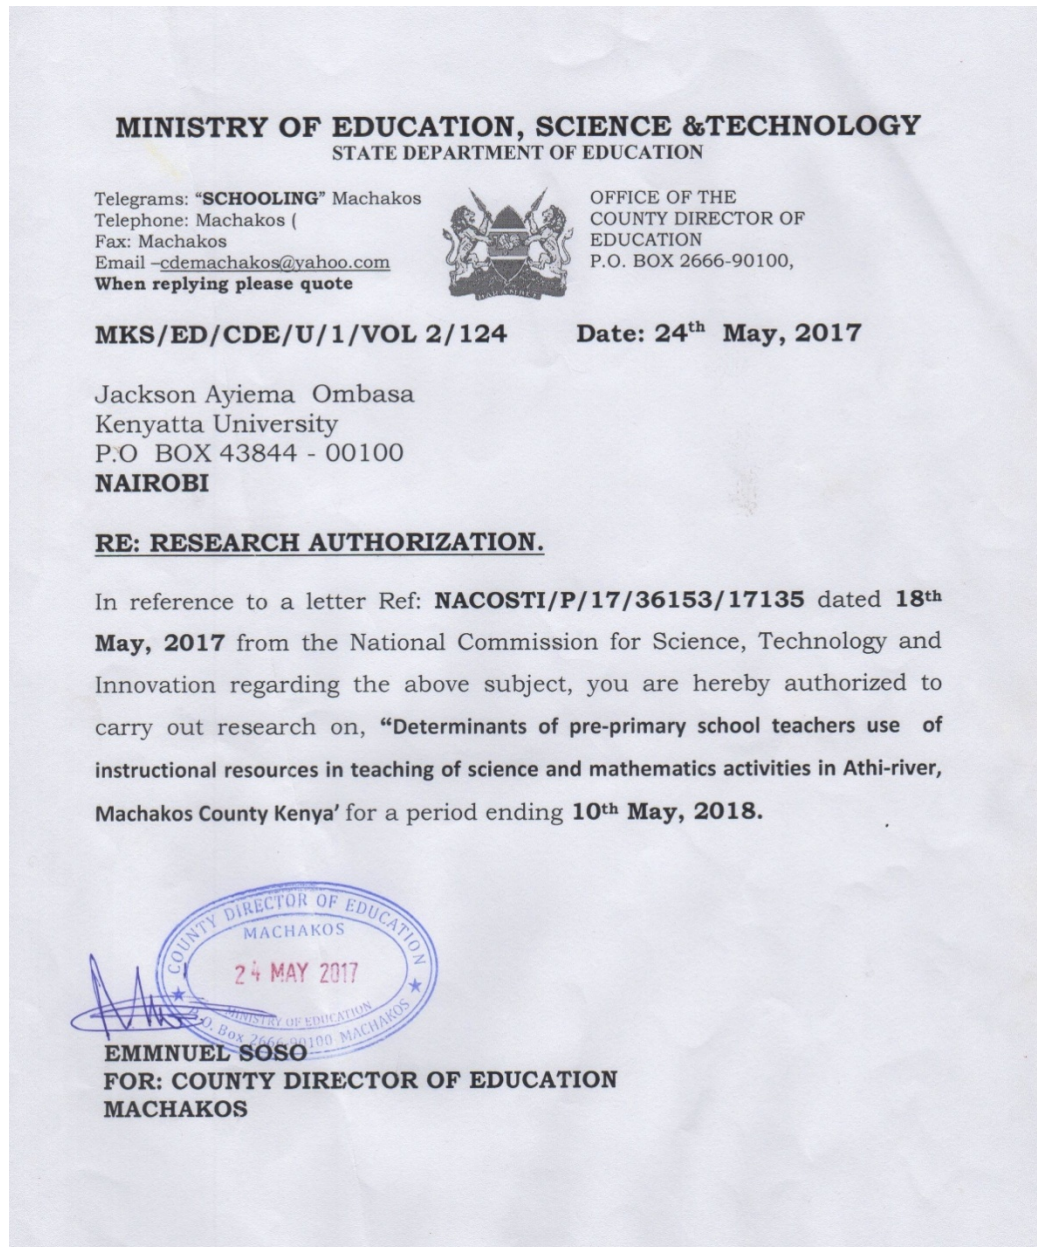 MINISTRY OF EDUCATION, SCIENCE &TECHNOLOGY
STATE DEPARTMENT OF EDUCATION
Telegrams: “SCHOOLING” Machakos
Telephone: Machakos (
Fax: Machakos
Email –cdemachakos@yahoo.com
When replying please quote
HARAMBEE
OFFICE OF THE
COUNTY DIRECTOR OF
EDUCATION
P.O. BOX 2666-90100,
MKS/ED/CDE/U/1/VOL 2/124 Date: 24th May, 2017
Jackson Ayiema Ombasa
Kenyatta University
P.O BOX 43844 - 00100
NAIROBI
RE: RESEARCH AUTHORIZATION.
In reference to a letter Ref: NACOSTI/P/17/36153/17135 dated 18th
May, 2017 from the National Commission for Science, Technology and
Innovation regarding the above subject, you are hereby authorized to
carry out research on, “Determinants of pre-primary school teachers use of
instructional resources in teaching of science and mathematics activities in Athi-river,
Machakos County Kenya’ for a period ending 10th May, 2018.
COUNTY DIRECTOR OF EDUCATION
MACHAKOS
24 MAY 2017
MINISTRY OF EDUCATION
P.O. Box 2666-90100 MACHAKOS
EMMNUEL SOSO
FOR: COUNTY DIRECTOR OF EDUCATION
MACHAKOS